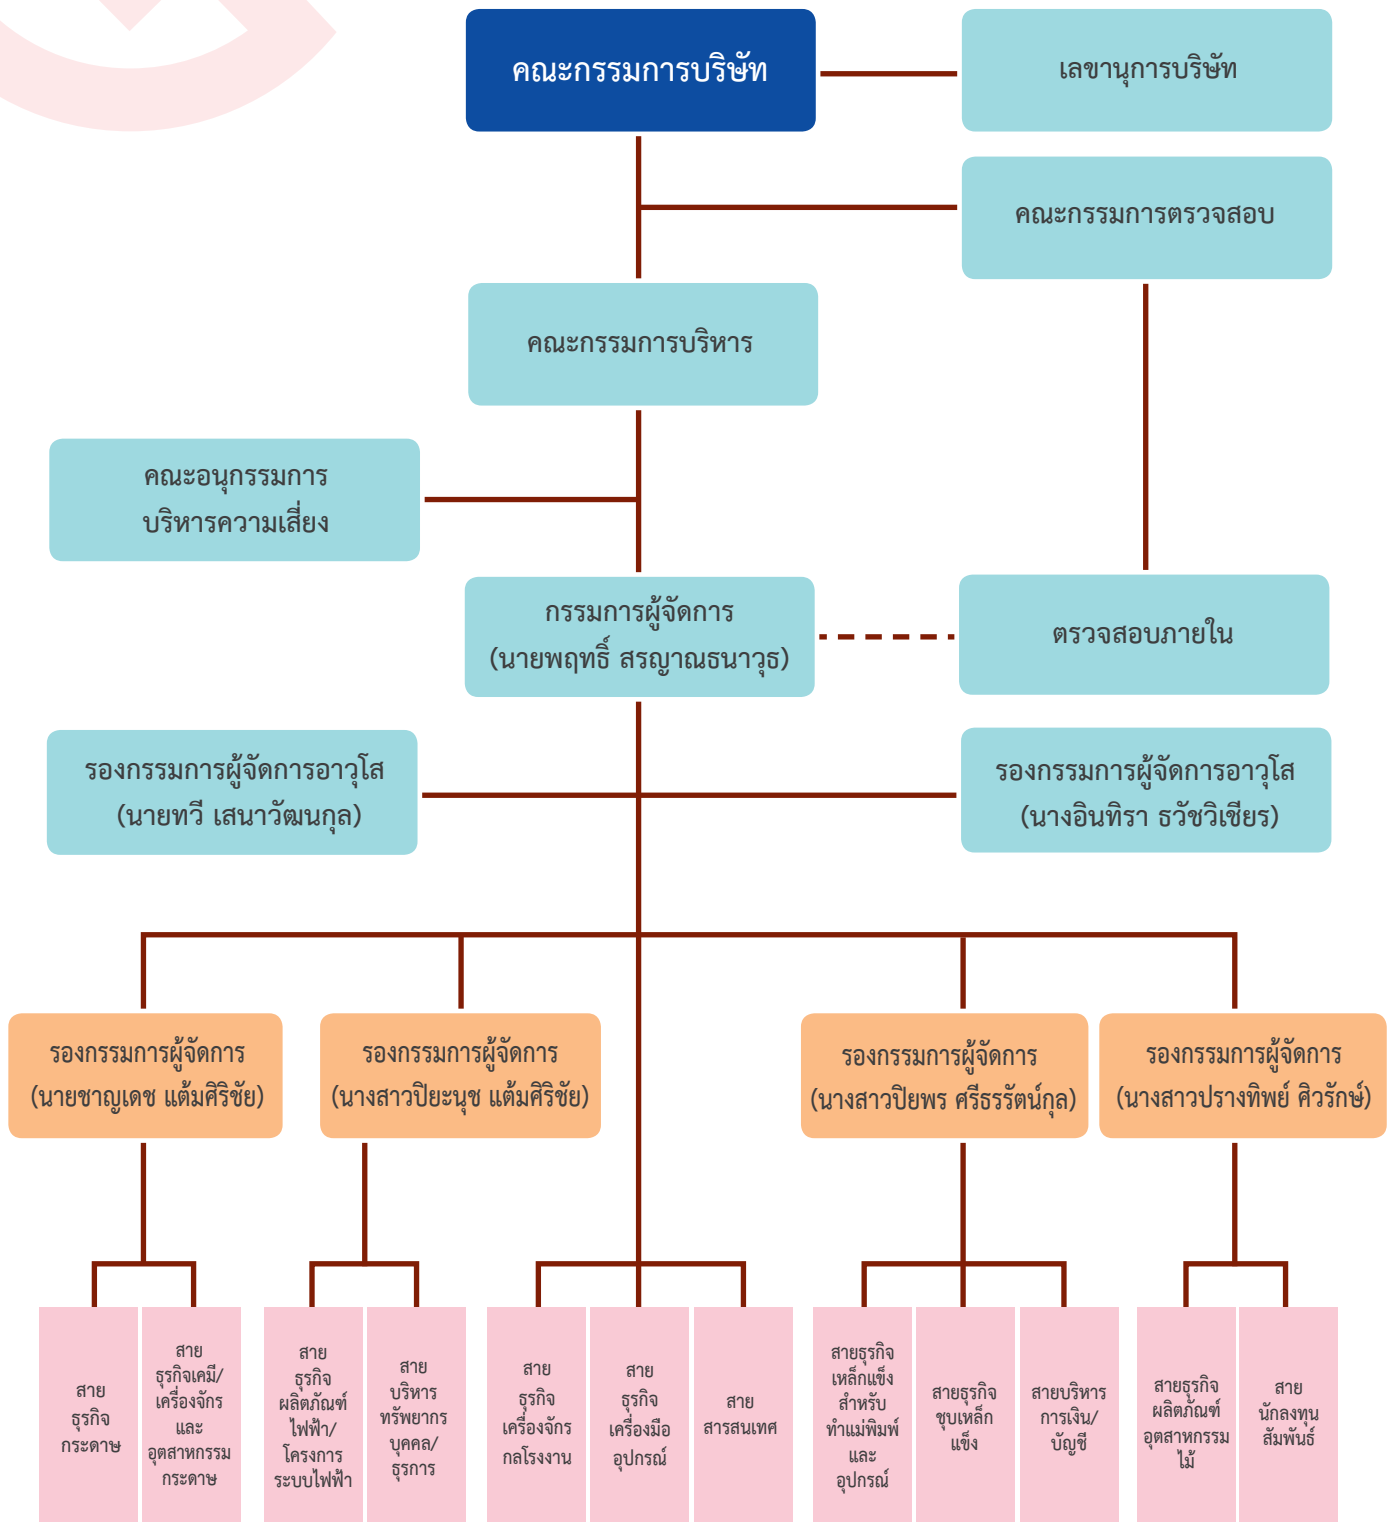 คณะกรรมการบริษัท
เลขานุการบริษัท
คณะกรรมการตรวจสอบ
คณะกรรมการบริหาร
คณะอนุกรรมการ
บริหารความเสี่ยง
กรรมการผู้จัดการ
(นายพฤทธิ์ สรญาณธนาวุธ)
ตรวจสอบภายใน
รองกรรมการผู้จัดการอาวุโส
(นายทวี เสนาวัฒนกุล)
รองกรรมการผู้จัดการอาวุโส
(นางอินทิรา ธวัชวิเชียร)
รองกรรมการผู้จัดการ
(นายชาญเดช แต้มศิริชัย)
รองกรรมการผู้จัดการ
(นางสาวปิยะนุช แต้มศิริชัย)
รองกรรมการผู้จัดการ
(นางสาวปิยพร ศรีธรรัตน์กุล)
รองกรรมการผู้จัดการ
(นางสาวปรางทิพย์ ศิวรักษ์)
สาย
ธุรกิจ
กระดาษ
สาย
ธุรกิจเคมี/
เครื่องจักร
และ
อุตสาหกรรม
กระดาษ
สาย
ธุรกิจ
ผลิตภัณฑ์
ไฟฟ้า/
โครงการ
ระบบไฟฟ้า
สาย
บริหาร
ทรัพยากร
บุคคล/
ธุรการ
สาย
ธุรกิจ
เครื่องจักร
กลโรงงาน
สาย
ธุรกิจ
เครื่องมือ
อุปกรณ์
สาย
สารสนเทศ
สายธุรกิจ
เหล็กแข็ง
สำหรับ
ทำแม่พิมพ์
และ
อุปกรณ์
สายธุรกิจ
ชุบเหล็ก
แข็ง
สายบริหาร
การเงิน/
บัญชี
สายธุรกิจ
ผลิตภัณฑ์
อุตสาหกรรม
ไม้
สาย
นักลงทุน
สัมพันธ์